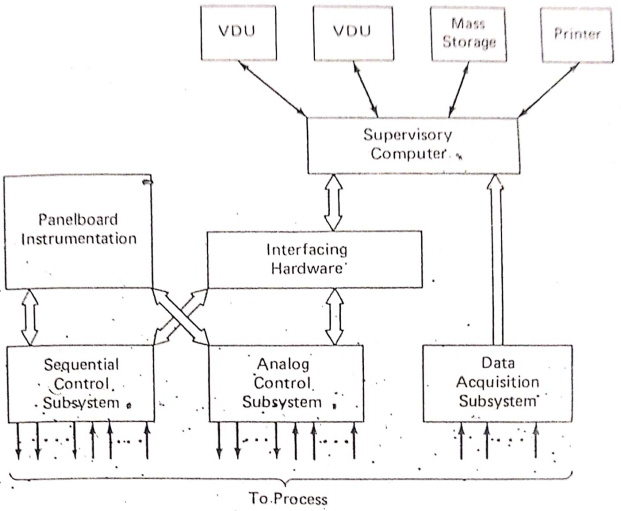 VDU
VDU
Mass
Storage
Printer
Supervisory
Computer
Panelboard
Instrumentation
Interfacing
Hardware
Sequential
Control
Subsystem
Analog
Control
Subsystem
Data
Acquisition
Subsystem
To Process